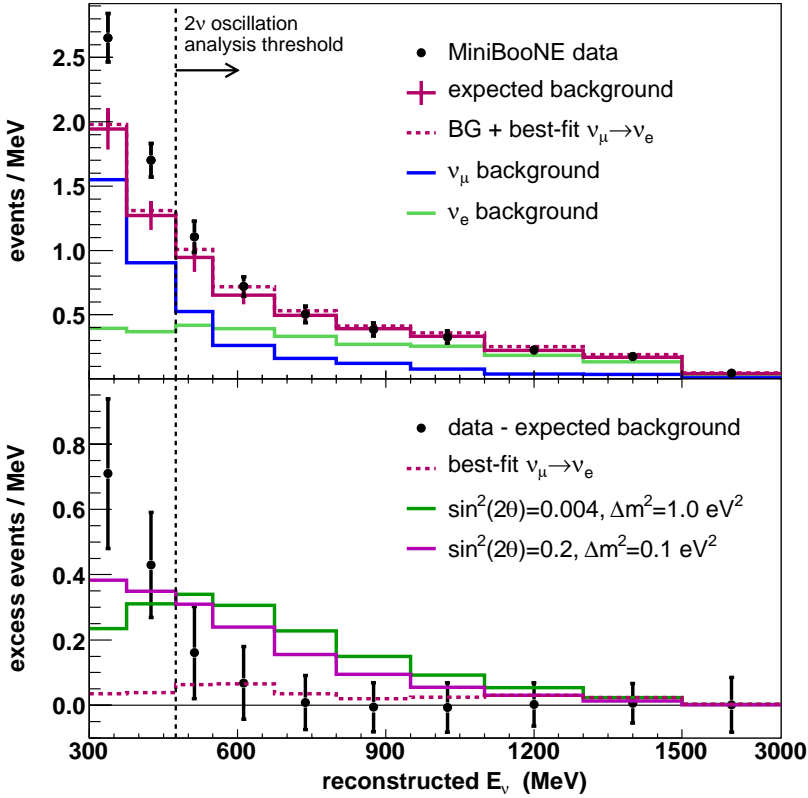 2ν oscillation
analysis threshold
MiniBooNE data
expected background
BG + best-fit νμ→νe
νμ background
νe background
events / MeV
2.5
2.0
1.5
1.0
0.5
data - expected background
best-fit νμ→νe
sin²(2θ)=0.004, Δm²=1.0 eV²
sin²(2θ)=0.2, Δm²=0.1 eV²
excess events / MeV
0.8
0.6
0.4
0.2
0.0
300 600 900 1200 1500 3000
reconstructed Eν (MeV)